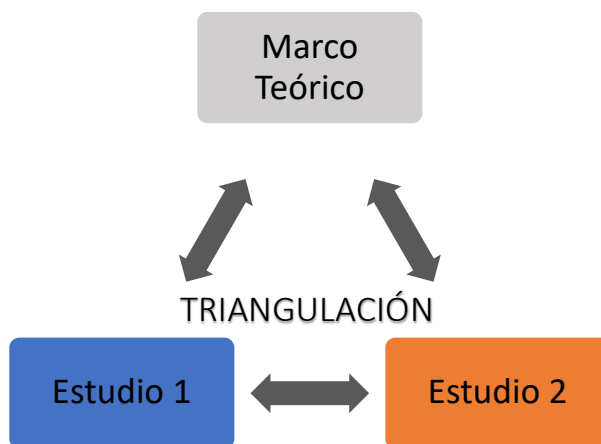 Marco
Teórico
TRIANGULACIÓN
Estudio 1
Estudio 2